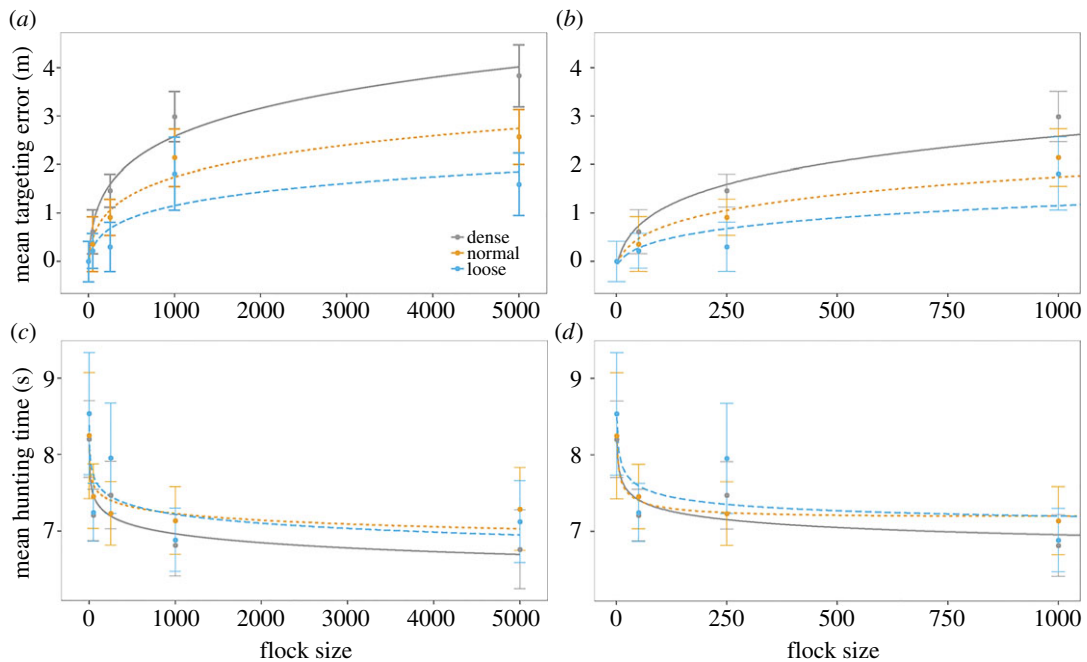 (a)
(b)
mean targeting error (m)
4
3
2
1
0
dense
normal
loose
0 1000 2000 3000 4000 5000
4
3
2
1
0
0 250 500 750 1000
(c)
(d)
mean hunting time (s)
9
8
7
0 1000 2000 3000 4000 5000
flock size
9
8
7
0 250 500 750 1000
flock size